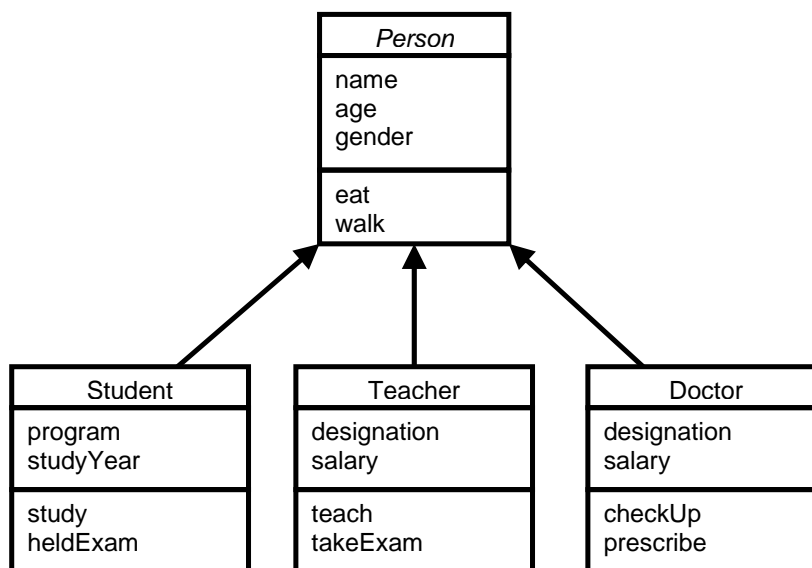 Person
name
age
gender
eat
walk
Student
program
studyYear
study
heldExam
Teacher
designation
salary
teach
takeExam
Doctor
designation
salary
checkUp
prescribe